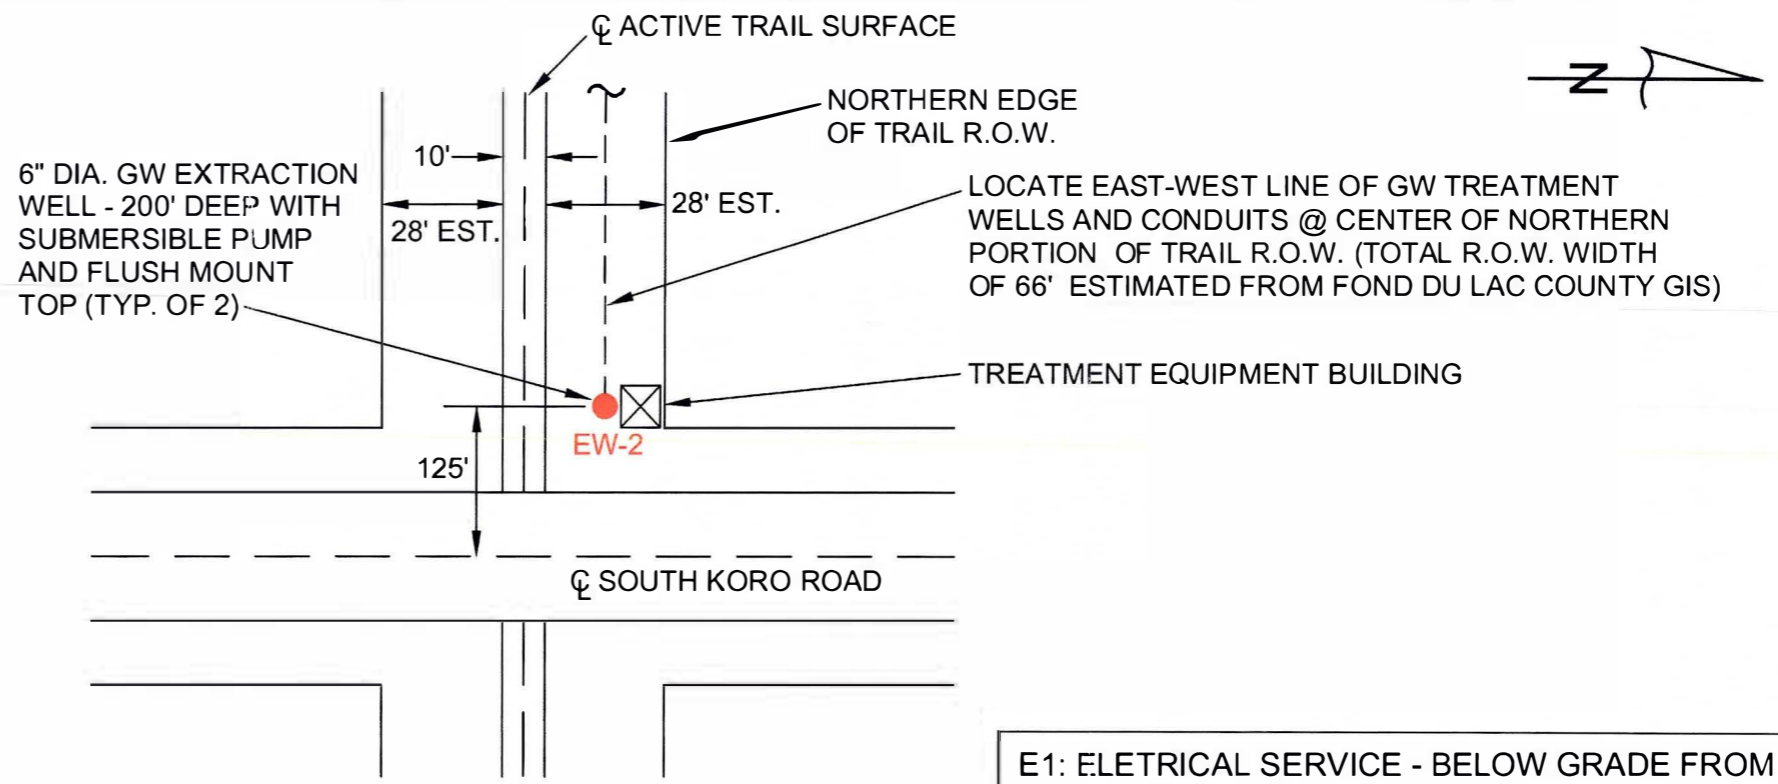 ℄ ACTIVE TRAIL SURFACE
N
NORTHERN EDGE
OF TRAIL R.O.W.
10'
6" DIA. GW EXTRACTION
WELL - 200' DEEP WITH
SUBMERSIBLE PUMP
AND FLUSH MOUNT
TOP (TYP. OF 2)
28' EST.
28' EST.
LOCATE EAST-WEST LINE OF GW TREATMENT
WELLS AND CONDUITS @ CENTER OF NORTHERN
PORTION OF TRAIL R.O.W. (TOTAL R.O.W. WIDTH
OF 66' ESTIMATED FROM FOND DU LAC COUNTY GIS)
TREATMENT EQUIPMENT BUILDING
EW-2
125'
℄ SOUTH KORO ROAD
E1: ELETRICAL SERVICE - BELOW GRADE FROM